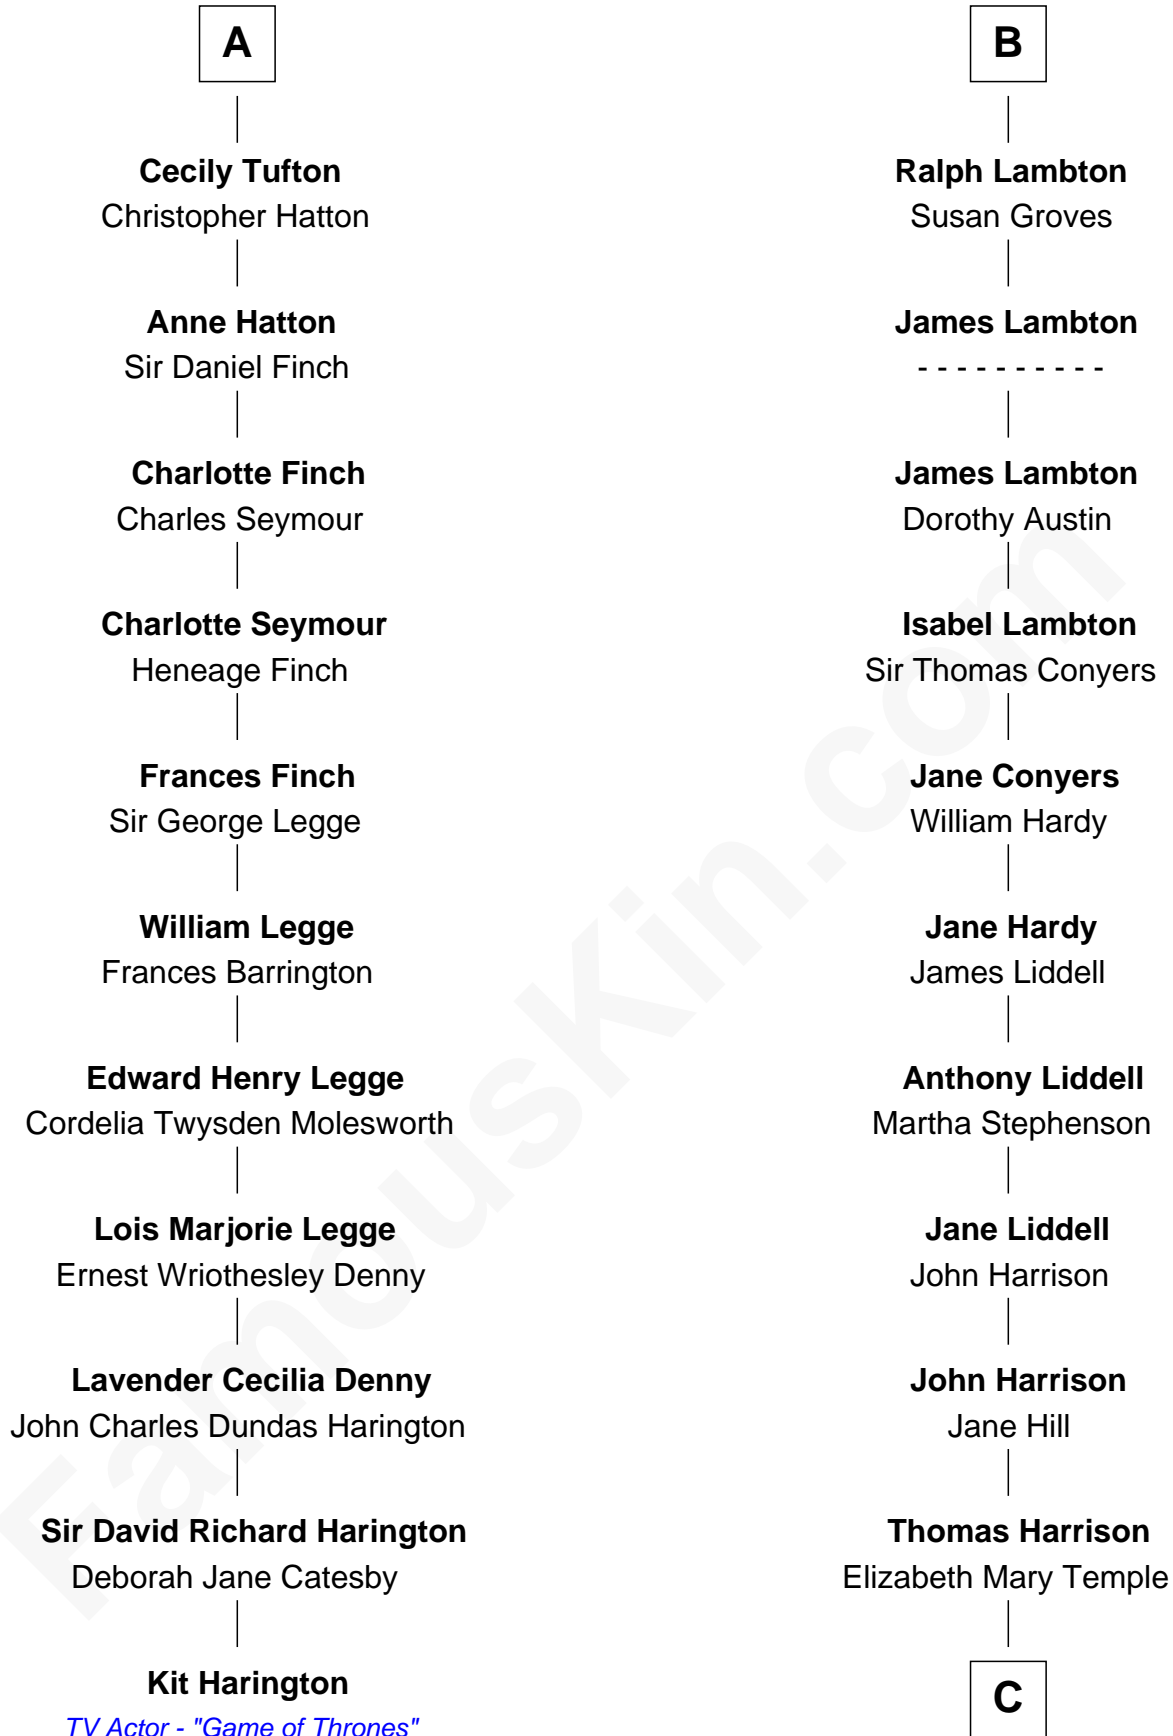 A
Cecily Tufton
Christopher Hatton
Anne Hatton
Sir Daniel Finch
Charlotte Finch
Charles Seymour
Charlotte Seymour
Heneage Finch
Frances Finch
Sir George Legge
William Legge
Frances Barrington
Edward Henry Legge
Cordelia Twysden Molesworth
Lois Marjorie Legge
Ernest Wriothesley Denny
Lavender Cecilia Denny
John Charles Dundas Harington
Sir David Richard Harington
Deborah Jane Catesby
Kit Harington
TV Actor - "Game of Thrones"
B
Ralph Lambton
Susan Groves
James Lambton
- - - - - - - - - -
James Lambton
Dorothy Austin
Isabel Lambton
Sir Thomas Conyers
Jane Conyers
William Hardy
Jane Hardy
James Liddell
Anthony Liddell
Martha Stephenson
Jane Liddell
John Harrison
John Harrison
Jane Hill
Thomas Harrison
Elizabeth Mary Temple
C
FamousKin.com